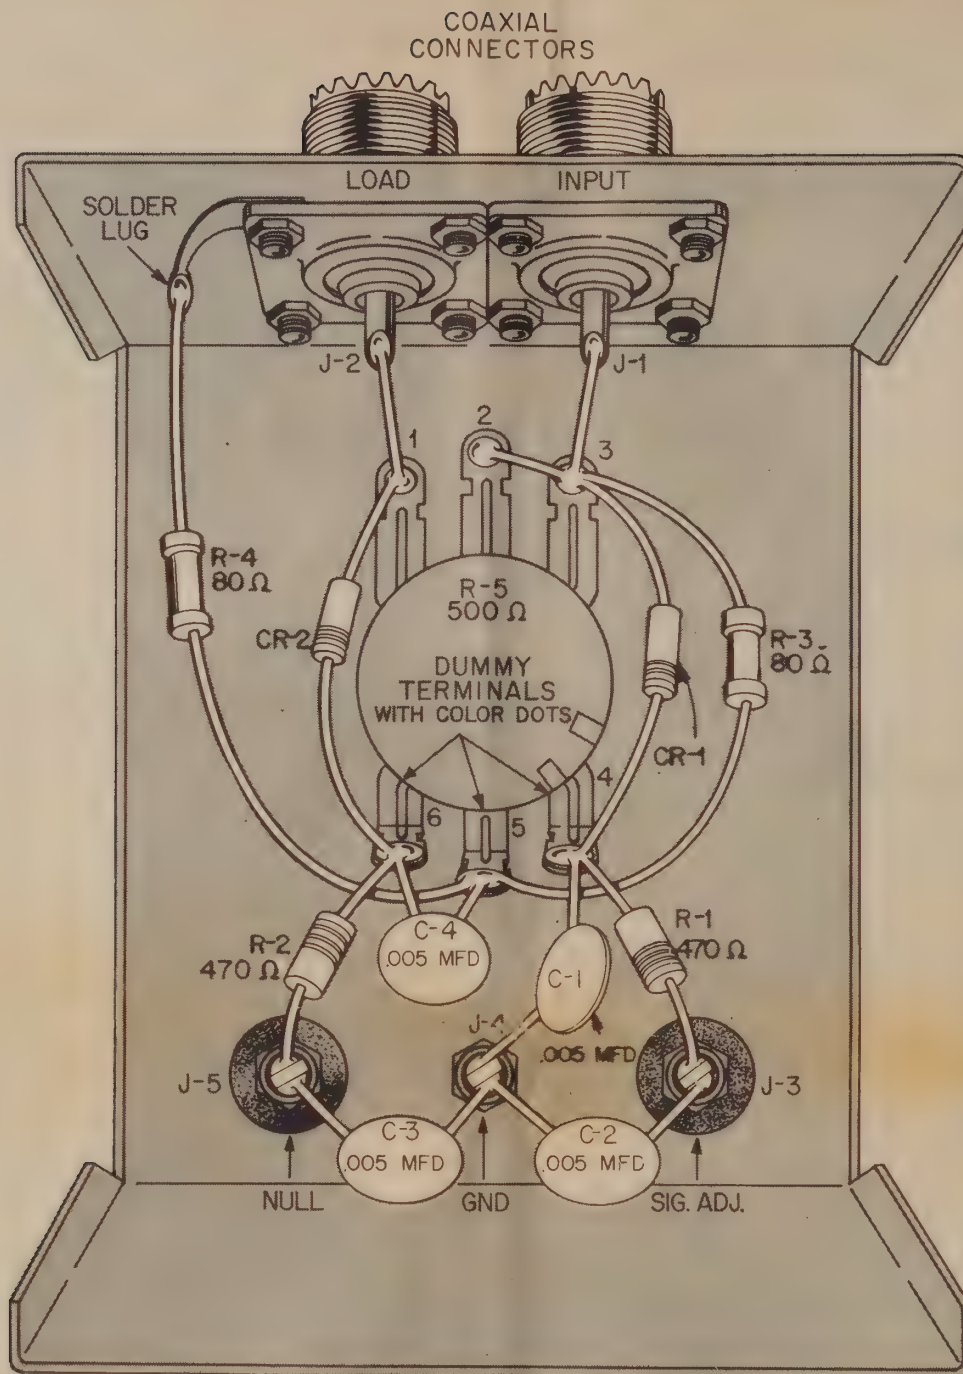 COAXIAL
CONNECTORS
LOAD
INPUT
SOLDER
LUG
J-2
J-1
1
2
3
R-4
80 Ω
R-5
500 Ω
CR-2
R-3
80 Ω
DUMMY
TERMINALS
WITH COLOR DOTS
CR-1
4
6
5
R-2
470 Ω
C-4
.005 MFD
C-1
R-1
470 Ω
J-4
.005 MFD
J-5
J-3
C-3
.005 MFD
C-2
.005 MFD
NULL
GND
SIG. ADJ.